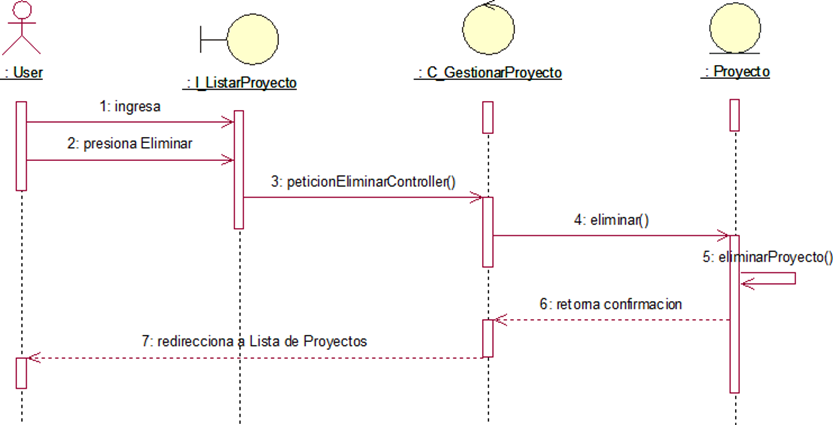 : User
: I_ListarProyecto
: C_GestionarProyecto
: Proyecto
1: ingresa
2: presiona Eliminar
3: peticionEliminarController()
4: eliminar()
5: eliminarProyecto()
6: retorna confirmacion
7: redirecciona a Lista de Proyectos